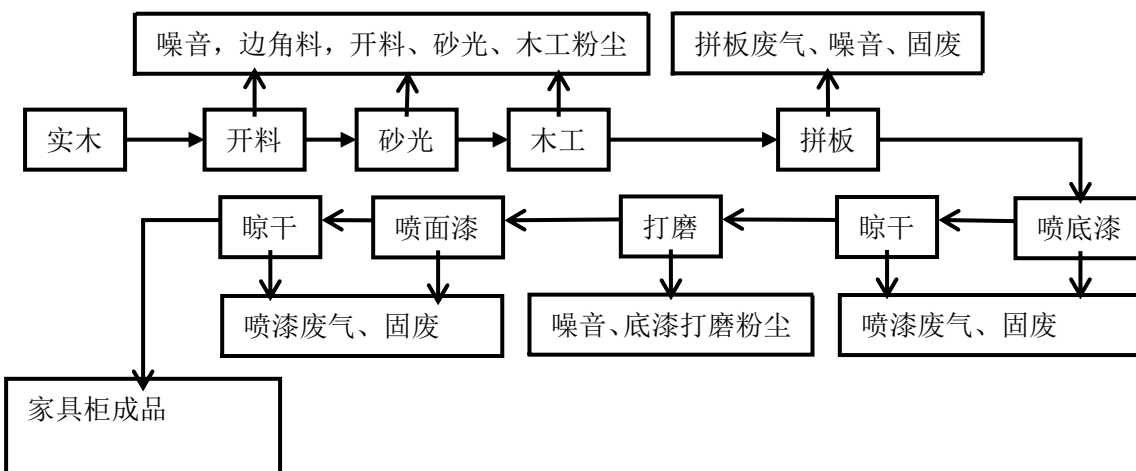 噪音，边角料，开料、砂光、木工粉尘
拼板废气、噪音、固废
实木
开料
砂光
木工
拼板
晾干
喷面漆
打磨
晾干
喷底漆
喷漆废气、固废
噪音、底漆打磨粉尘
喷漆废气、固废
家具柜成品